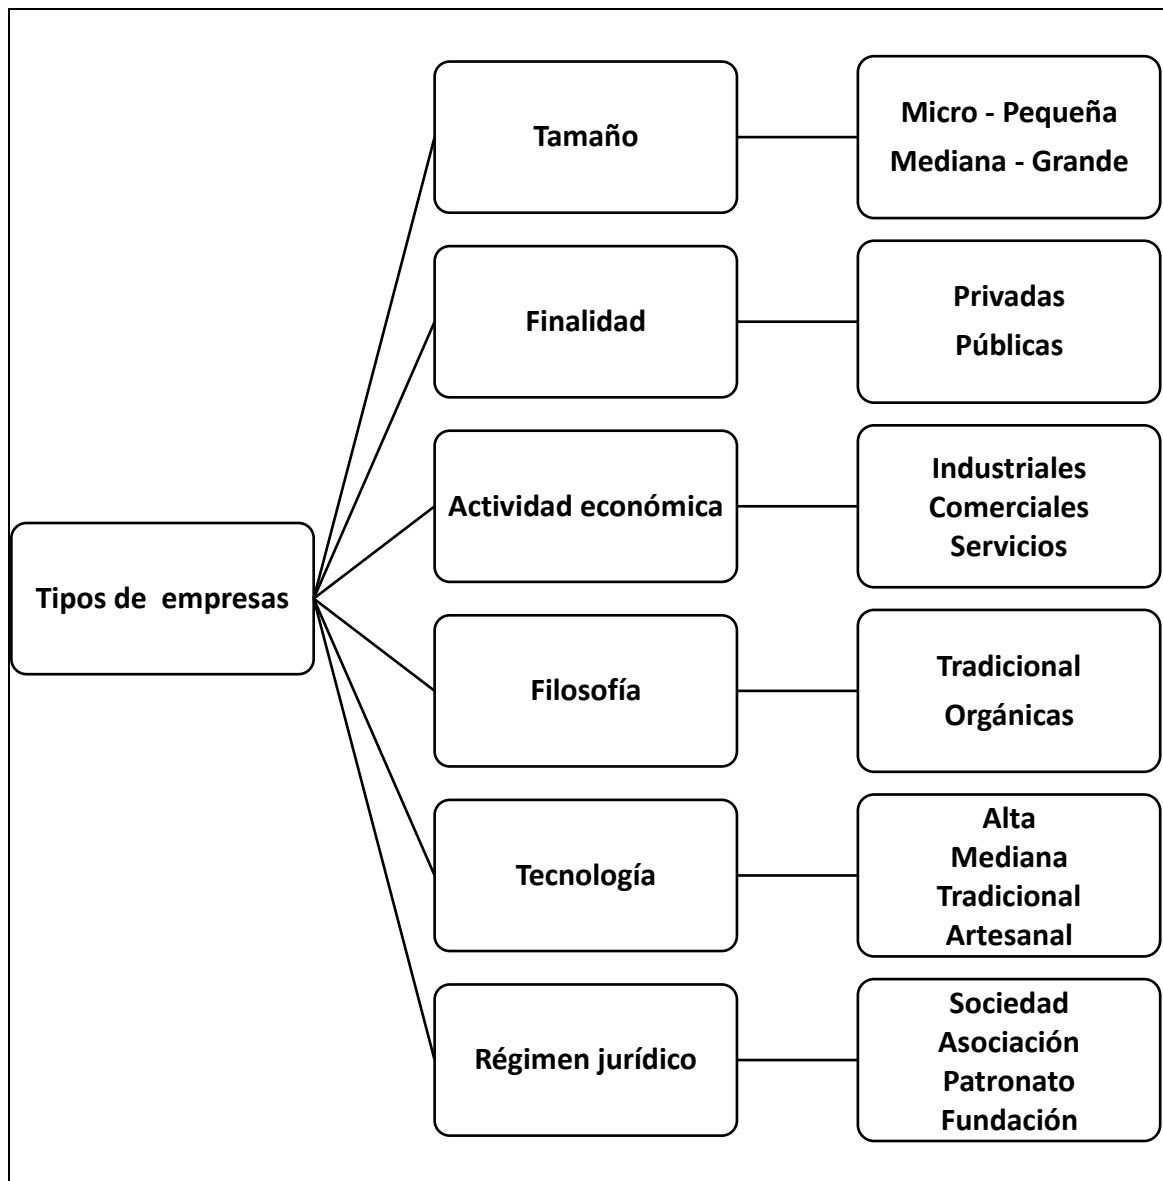 Tamaño
Micro - Pequeña
Mediana - Grande
Finalidad
Privadas
Públicas
Actividad económica
Industriales
Comerciales
Servicios
Tipos de  empresas
Filosofía
Tradicional
Orgánicas
Tecnología
Alta
Mediana
Tradicional
Artesanal
Régimen jurídico
Sociedad
Asociación
Patronato
Fundación